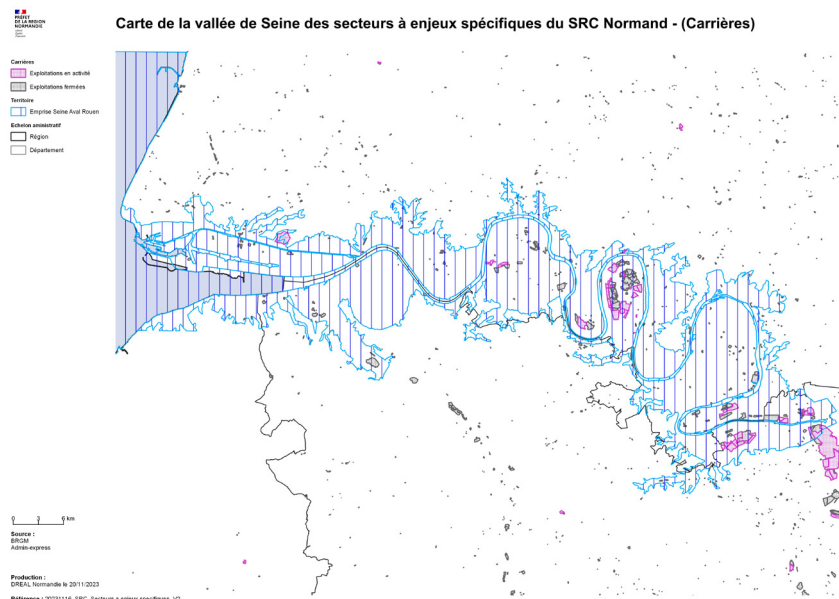 PRÉFET
DE LA RÉGION
NORMANDIE
Carte de la vallée de Seine des secteurs à enjeux spécifiques du SRC Normand - (Carrières)
Carrières
Exploitations en activité
Exploitations fermées
Territoire
Emprise Seine Aval Rouen
Echelon aministratif
Région
Département
0 3 6 km
Source :
BRGM
Admin-express
Production :
DREAL Normandie le 20/11/2023